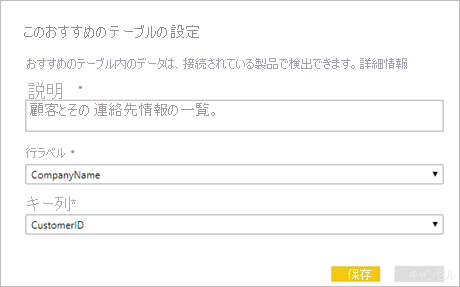 このおすすめのテーブルの設定
おすすめのテーブル内のデータは、接続されている製品で検出できます。詳細情報
説明 *
顧客とその 連絡先情報の一覧。
行ラベル *
CompanyName
キー列*
CustomerID
保存 キャンセル